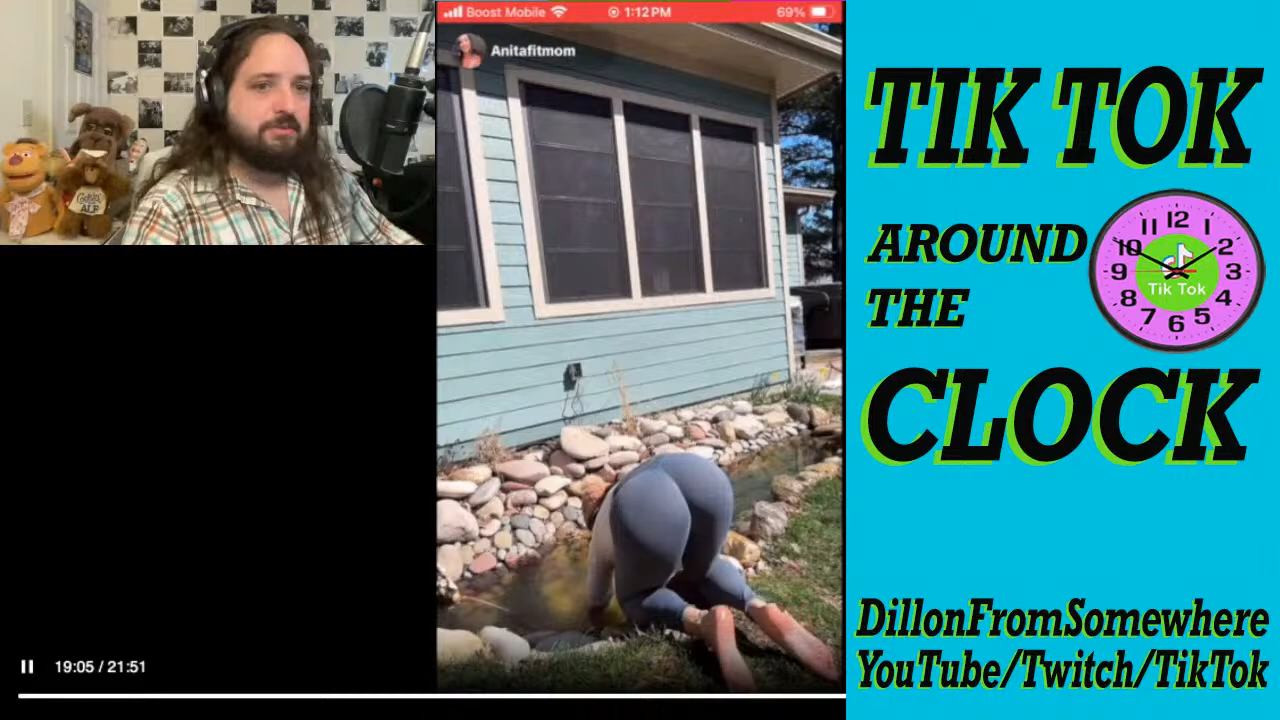 Boost Mobile
1:12 PM
69%
Anitafitmom
Cookin'
19:05 / 21:51
TIK TOK
AROUND
THE
CLOCK
12
1
2
3
4
5
6
7
8
9
10
11
Tik Tok
DillonFromSomewhere
YouTube/Twitch/TikTok